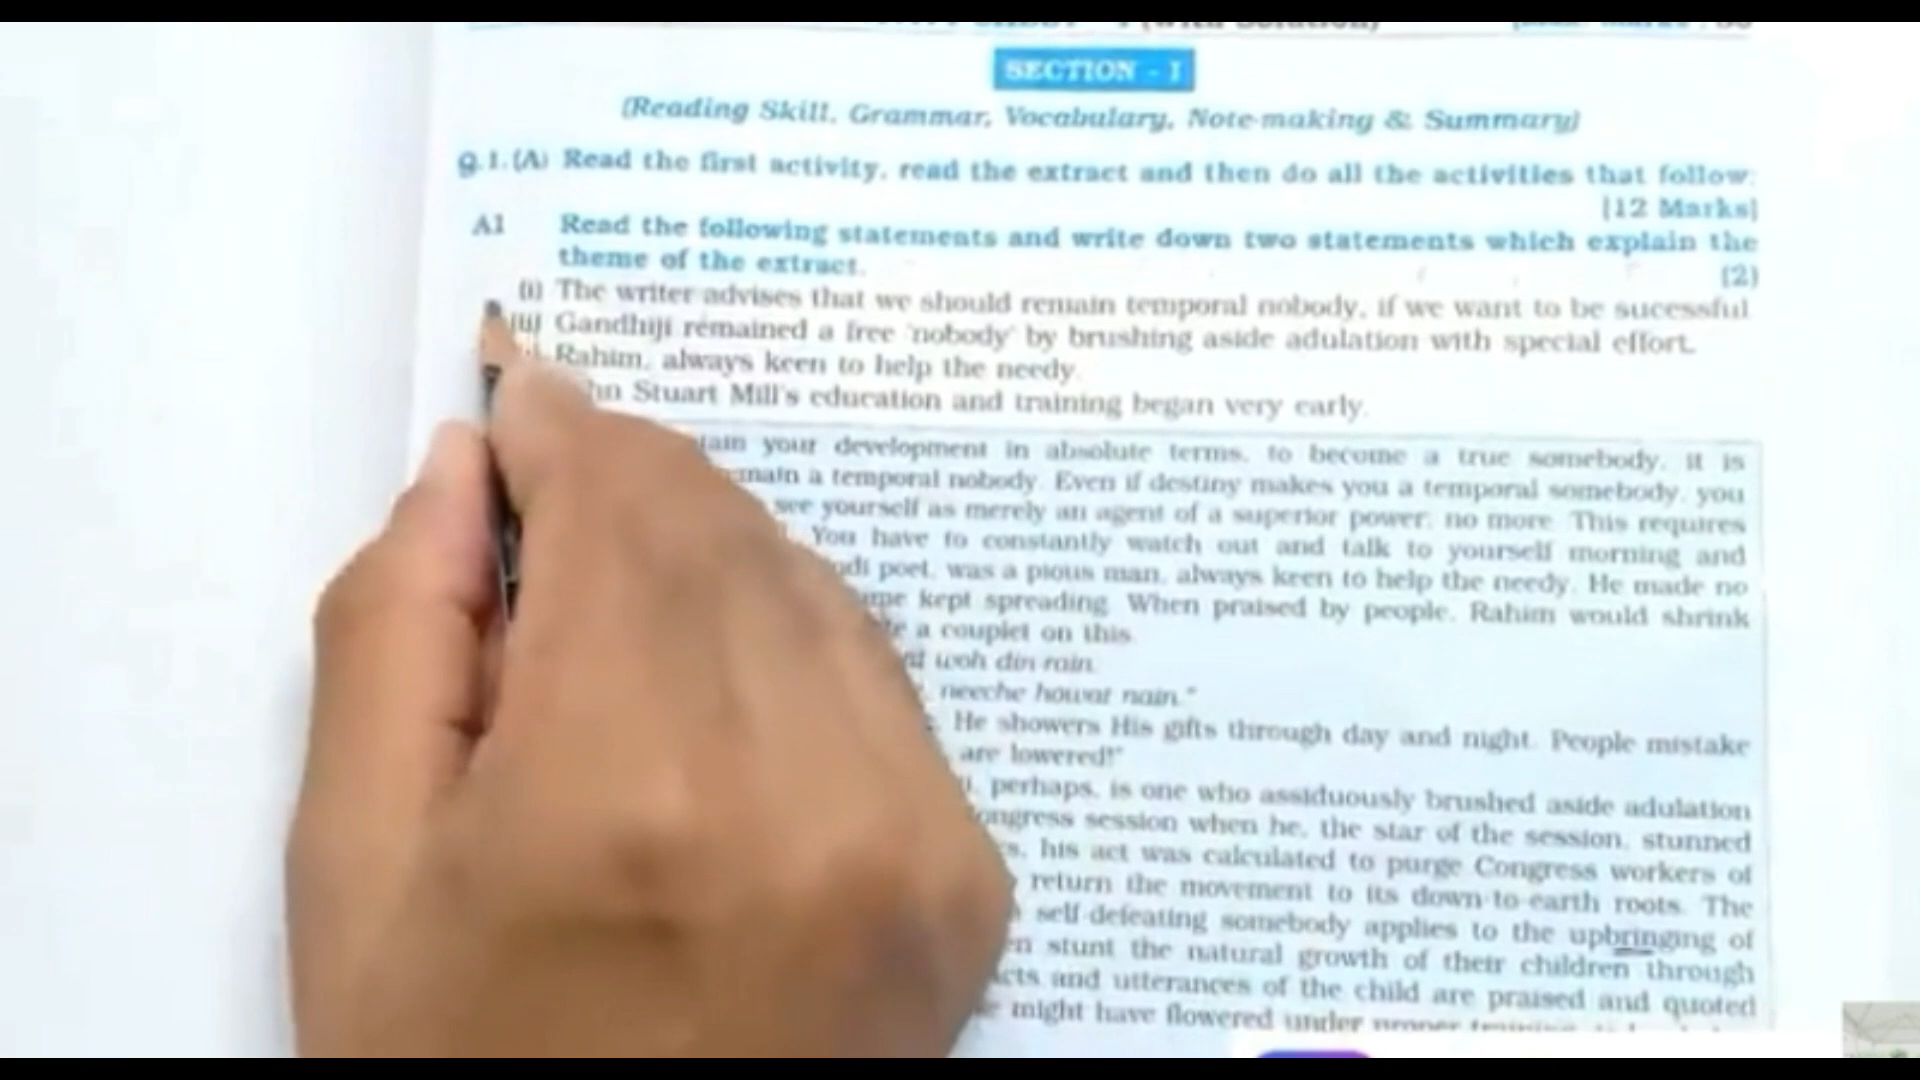 (with Solution)
SECTION - I
(Reading Skill, Grammar, Vocabulary, Note-making & Summary)
Q.1. (A) Read the first activity, read the extract and then do all the activities that follow:
[12 Marks]
A1 Read the following statements and write down two statements which explain the
theme of the extract. (2)
(i) The writer advises that we should remain temporal nobody, if we want to be sucessful
(ii) Gandhiji remained a free 'nobody' by brushing aside adulation with special effort.
Rahim, always keen to help the needy.
Stuart Mill's education and training began very early.
your development in absolute terms, to become a true somebody, it is
a temporal nobody. Even if destiny makes you a temporal somebody, you
see yourself as merely an agent of a superior power, no more. This requires
You have to constantly watch out and talk to yourself morning and
poet, was a pious man, always keen to help the needy. He made no
kept spreading. When praised by people, Rahim would shrink
a couplet on this.
woh din rain.
neeche howat nain."
He showers His gifts through day and night. People mistake
are lowered!"
perhaps, is one who assiduously brushed aside adulation
session when he, the star of the session, stunned
his act was calculated to purge Congress workers of
return the movement to its down-to-earth roots. The
self-defeating somebody applies to the upbringing of
stunt the natural growth of their children through
and utterances of the child are praised and quoted
might have flowered under proper